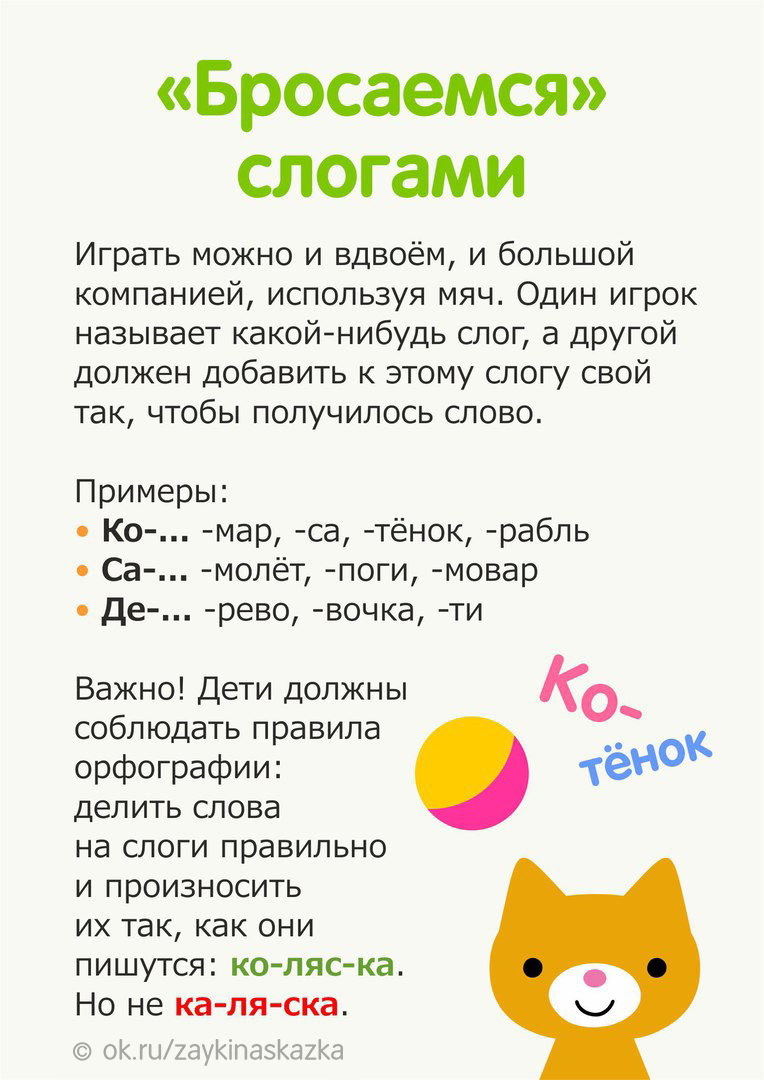 «Бросаемся»
слогами
Играть можно и вдвоём, и большой
компанией, используя мяч. Один игрок
называет какой-нибудь слог, а другой
должен добавить к этому слогу свой
так, чтобы получилось слово.
Примеры:
• Ко-... -мар, -са, -тёнок, -рабль
• Са-... -молёт, -поги, -мовар
• Де-... -рево, -вочка, -ти
Важно! Дети должны
соблюдать правила
орфографии:
делить слова
на слоги правильно
и произносить
их так, как они
пишутся: ко-ляс-ка.
Но не ка-ля-ска.
Ко-
тёнок
© ok.ru/zaykinaskazka